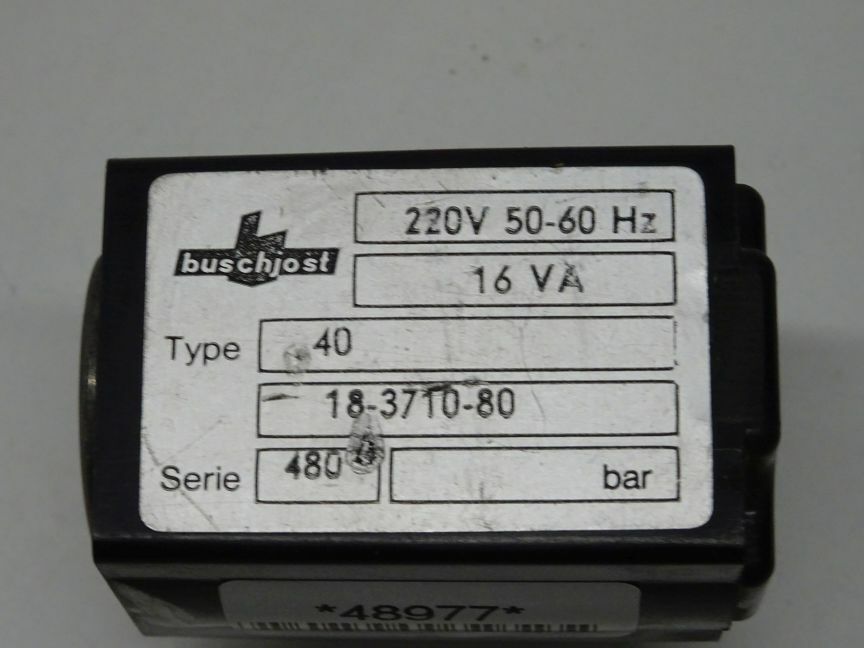 buschjost
220V 50-60 Hz
16 VA
Type 40
18-3710-80
Serie 480 bar
*48977*